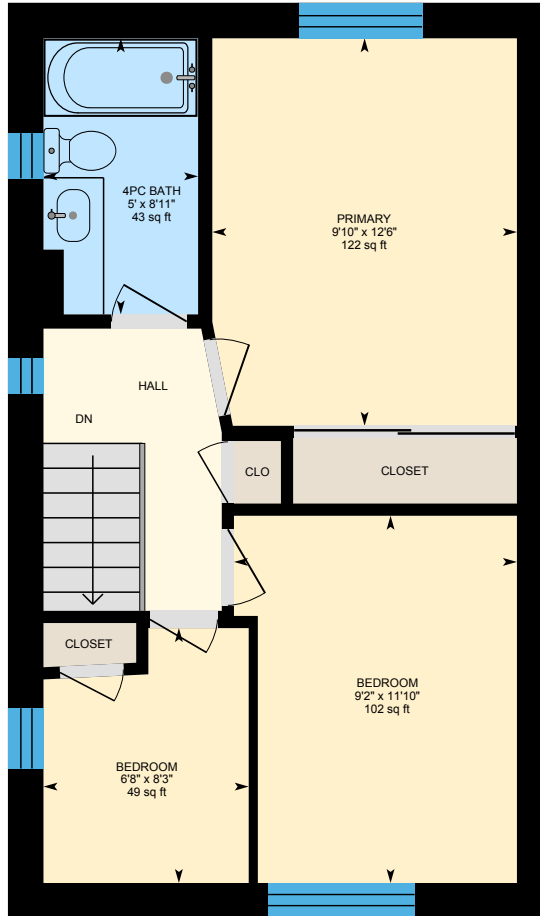 4PC BATH
5' x 8'11"
43 sq ft
PRIMARY
9'10" x 12'6"
122 sq ft
HALL
DN
CLO
CLOSET
CLOSET
BEDROOM
9'2" x 11'10"
102 sq ft
BEDROOM
6'8" x 8'3"
49 sq ft